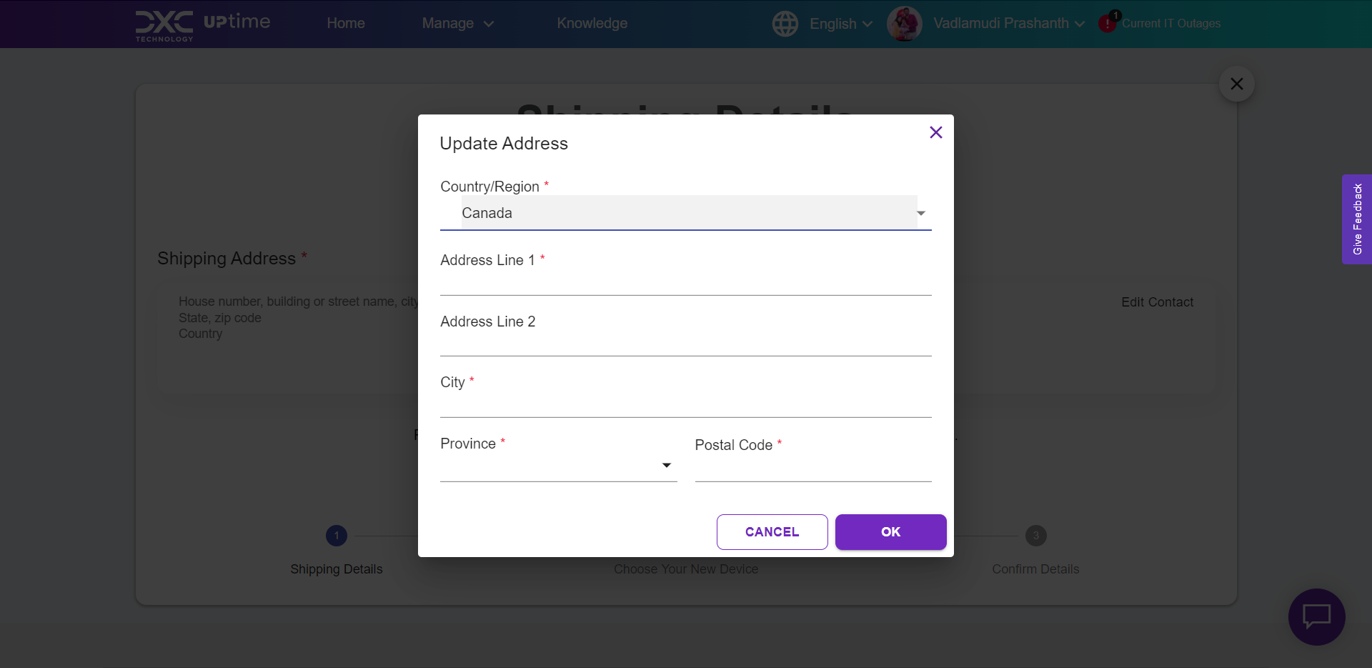 DXC TECHNOLOGY UPtime Home Manage Knowledge English Vadlamudi Prashanth ! 1 Current IT Outages
Shipping Details
Update Address
Country/Region *
Canada
Give Feedback
Address Line 1 *
Shipping Address *
House number, building or street name, city
Edit Contact
State, zip code
Address Line 2
Country
City *
Province * Postal Code *
CANCEL OK
1 3
Shipping Details Choose Your New Device Confirm Details